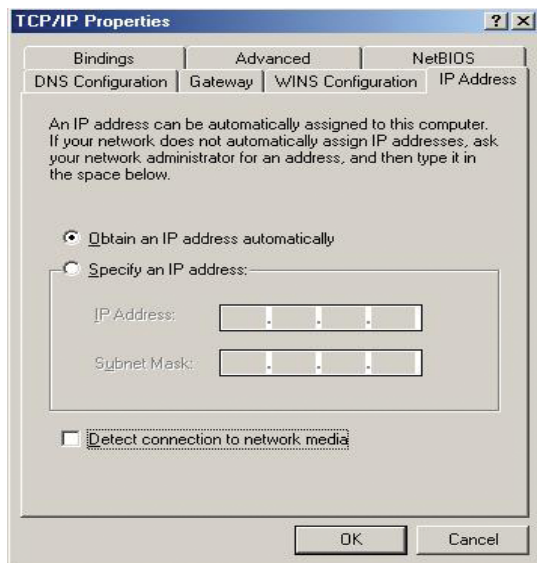 TCP/IP Properties
Bindings Advanced NetBIOS
DNS Configuration Gateway WINS Configuration IP Address
An IP address can be automatically assigned to this computer.
If your network does not automatically assign IP addresses, ask
your network administrator for an address, and then type it in
the space below.
Obtain an IP address automatically
Specify an IP address:
IP Address:
Subnet Mask:
Detect connection to network media
OK Cancel